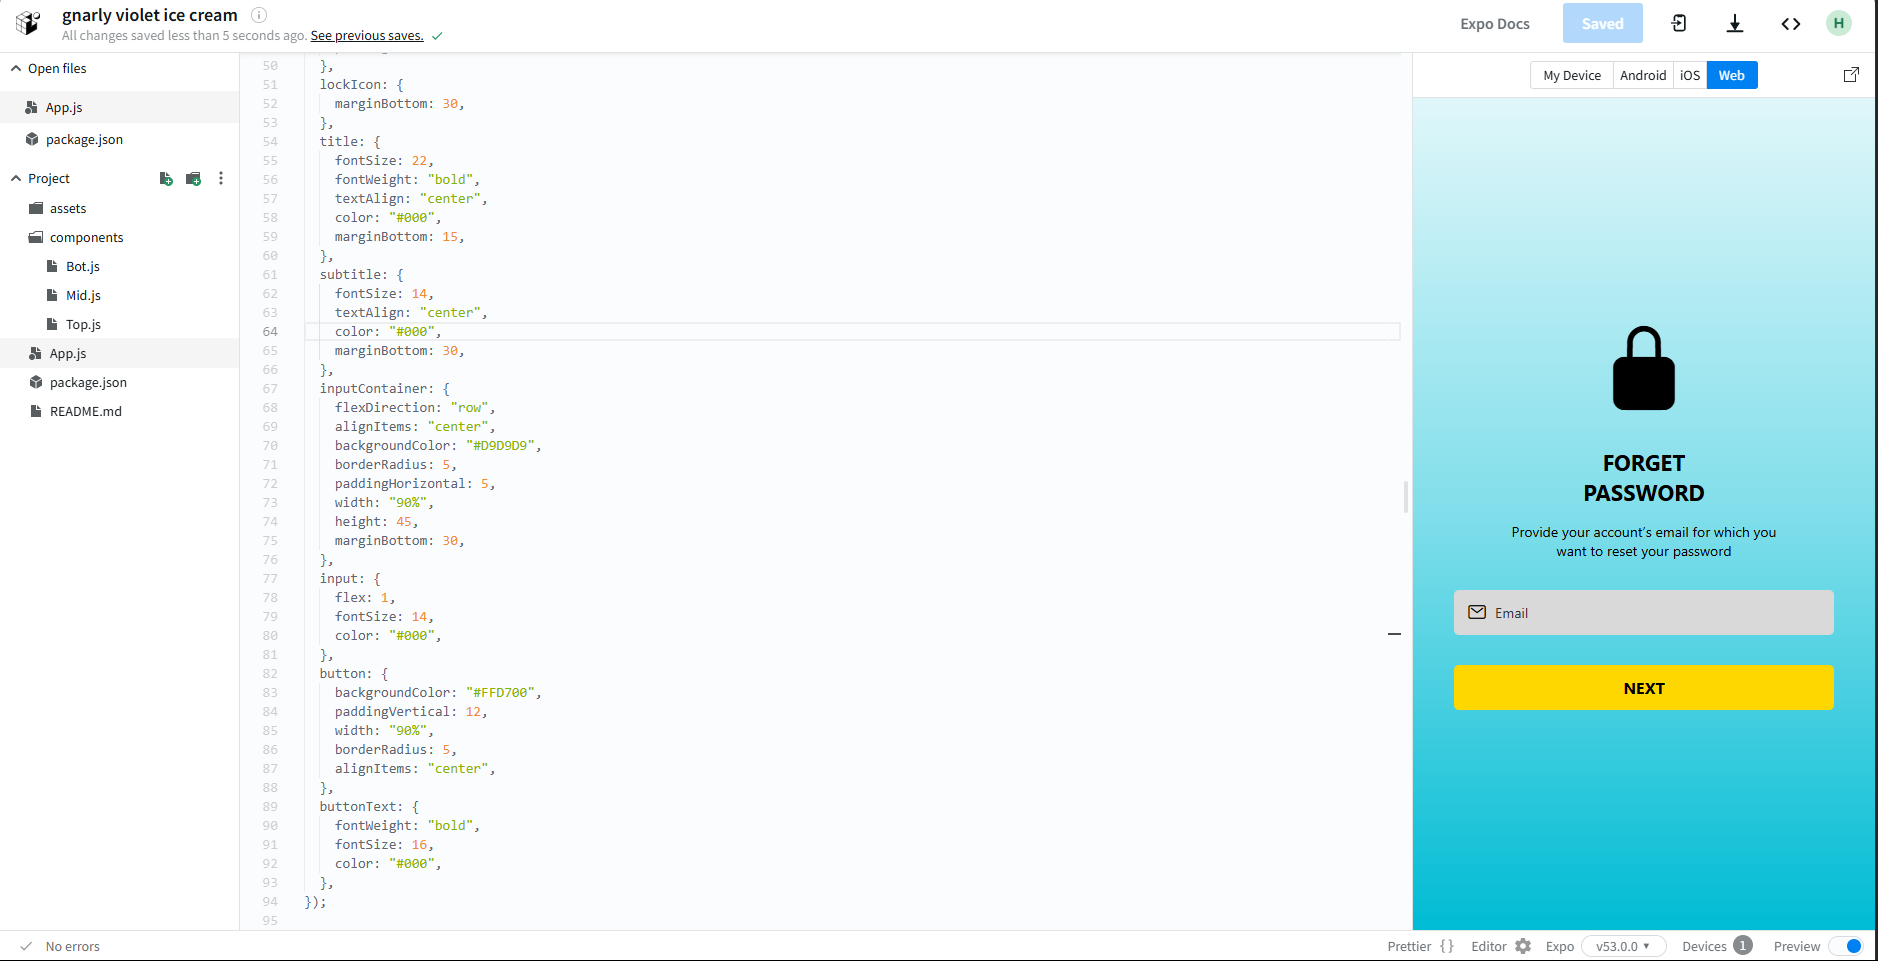 gnarly violet ice cream
All changes saved less than 5 seconds ago. See previous saves.
Expo Docs
Saved
H
Open files
App.js
package.json
Project
assets
components
Bot.js
Mid.js
Top.js
App.js
package.json
README.md
50 },
51 lockIcon: {
52 marginBottom: 30,
53 },
54 title: {
55 fontSize: 22,
56 fontWeight: "bold",
57 textAlign: "center",
58 color: "#000",
59 marginBottom: 15,
60 },
61 subtitle: {
62 fontSize: 14,
63 textAlign: "center",
64 color: "#000",
65 marginBottom: 30,
66 },
67 inputContainer: {
68 flexDirection: "row",
69 alignItems: "center",
70 backgroundColor: "#D9D9D9",
71 borderRadius: 5,
72 paddingHorizontal: 5,
73 width: "90%",
74 height: 45,
75 marginBottom: 30,
76 },
77 input: {
78 flex: 1,
79 fontSize: 14,
80 color: "#000",
81 },
82 button: {
83 backgroundColor: "#FFD700",
84 paddingVertical: 12,
85 width: "90%",
86 borderRadius: 5,
87 alignItems: "center",
88 },
89 buttonText: {
90 fontWeight: "bold",
91 fontSize: 16,
92 color: "#000",
93 },
94 });
95
My Device
Android
iOS
Web
FORGET
PASSWORD
Provide your account's email for which you
want to reset your password
Email
NEXT
No errors
Prettier { }
Editor
Expo
v53.0.0
Devices 1
Preview